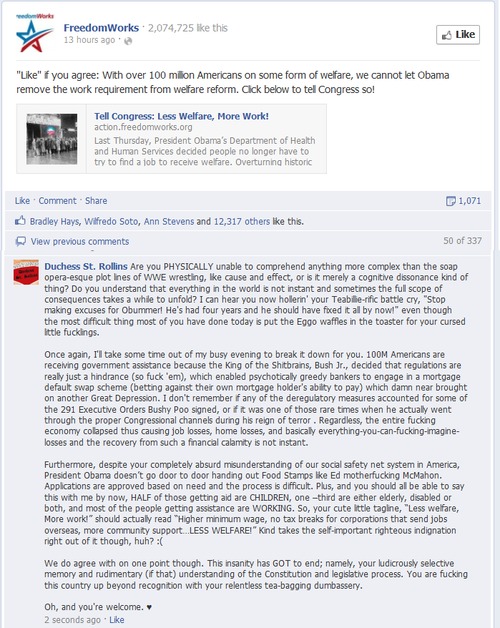 FreedomWorks
FreedomWorks · 2,074,725 like this
13 hours ago ·
Like
"Like" if you agree: With over 100 million Americans on some form of welfare, we cannot let Obama
remove the work requirement from welfare reform. Click below to tell Congress so!
Tell Congress: Less Welfare, More Work!
action.freedomworks.org
Last Thursday, President Obama's Department of Health
and Human Services decided people no longer have to
try to find a job to receive welfare. Overturning historic
Like · Comment · Share
1,071
Bradley Hays, Wilfredo Soto, Ann Stevens and 12,317 others like this.
View previous comments
50 of 337
Duchess St. Rollins Are you PHYSICALLY unable to comprehend anything more complex than the soap
opera-esque plot lines of WWE wrestling, like cause and effect, or is it merely a cognitive dissonance kind of
thing? Do you understand that everything in the world is not instant and sometimes the full scope of
consequences takes a while to unfold? I can hear you now hollerin' your Teabillie-rific battle cry, "Stop
making excuses for Obummer! He's had four years and he should have fixed it all by now!" even though
the most difficult thing most of you have done today is put the Eggo waffles in the toaster for your cursed
little fucklings.
Once again, I'll take some time out of my busy evening to break it down for you. 100M Americans are
receiving government assistance because the King of the Shitbrains, Bush Jr., decided that regulations are
really just a hindrance (so fuck 'em), which enabled psychotically greedy bankers to engage in a mortgage
default swap scheme (betting against their own mortgage holder's ability to pay) which damn near brought
on another Great Depression. I don't remember if any of the deregulatory measures accounted for some of
the 291 Executive Orders Bushy Poo signed, or if it was one of those rare times when he actually went
through the proper Congressional channels during his reign of terror . Regardless, the entire fucking
economy collapsed thus causing job losses, home losses, and basically everything-you-can-fucking-imagine-
losses and the recovery from such a financial calamity is not instant.
Furthermore, despite your completely absurd misunderstanding of our social safety net system in America,
President Obama doesn't go door to door handing out Food Stamps like Ed motherfucking McMahon.
Applications are approved based on need and the process is difficult. Plus, and you should all be able to say
this with me by now, HALF of those getting aid are CHILDREN, one –third are either elderly, disabled or
both, and most of the people getting assistance are WORKING. So, your cute little tagline, "Less welfare,
More work!" should actually read "Higher minimum wage, no tax breaks for corporations that send jobs
overseas, more community support...LESS WELFARE!" Kind takes the self-important righteous indignation
right out of it though, huh? :(
We do agree with on one point though. This insanity has GOT to end; namely, your ludicrously selective
memory and rudimentary (if that) understanding of the Constitution and legislative process. You are fucking
this country up beyond recognition with your relentless tea-bagging dumbassery.
Oh, and you're welcome. ♥
2 seconds ago · Like